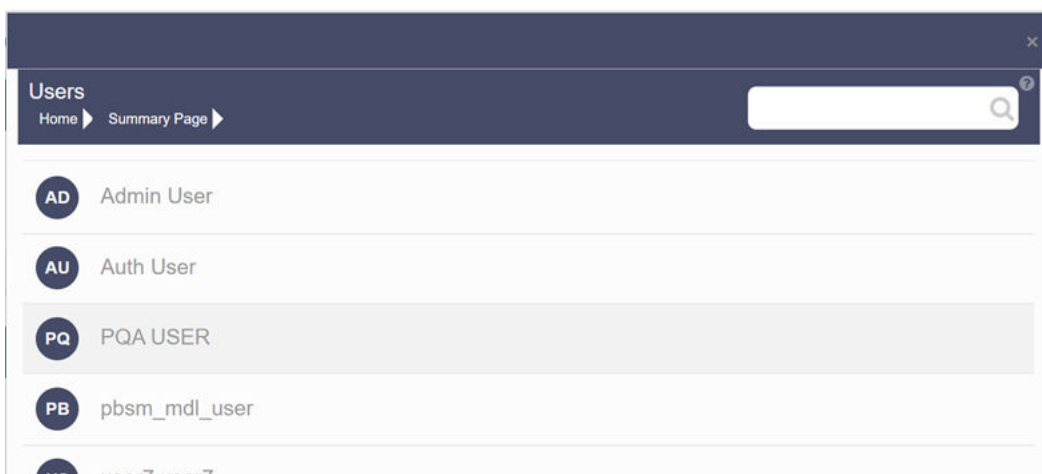 Users
Home Summary Page
AD Admin User
AU Auth User
PQ PQA USER
PB pbsm_mdl_user